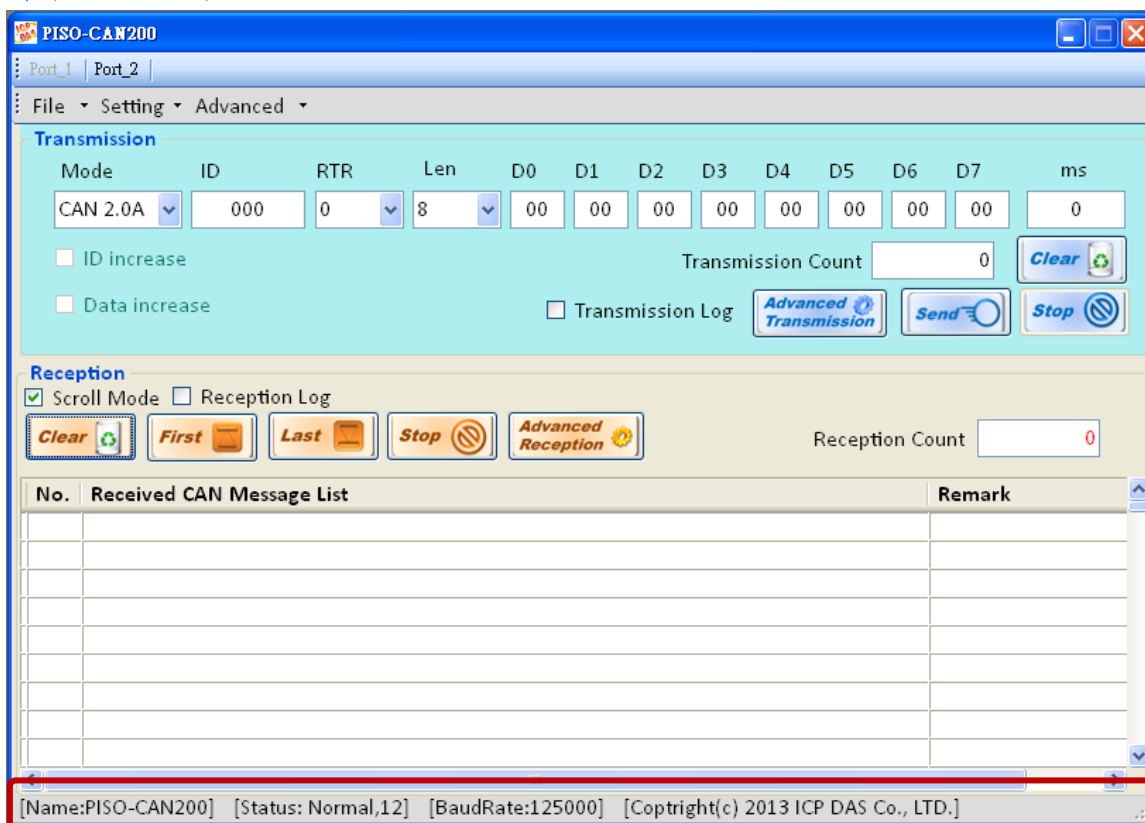 PISO-CAN200
Port_1 Port_2
File Setting Advanced
Transmission
Mode ID RTR Len D0 D1 D2 D3 D4 D5 D6 D7 ms
CAN 2.0A 000 0 8 00 00 00 00 00 00 00 00 0
ID increase Transmission Count 0 Clear
Data increase Transmission Log Advanced Transmission Send Stop
Reception
Scroll Mode Reception Log
Clear First Last Stop Advanced Reception Reception Count 0
No. Received CAN Message List Remark
[Name:PISO-CAN200] [Status: Normal,12] [BaudRate:125000] [Coptright(c) 2013 ICP DAS Co., LTD.]